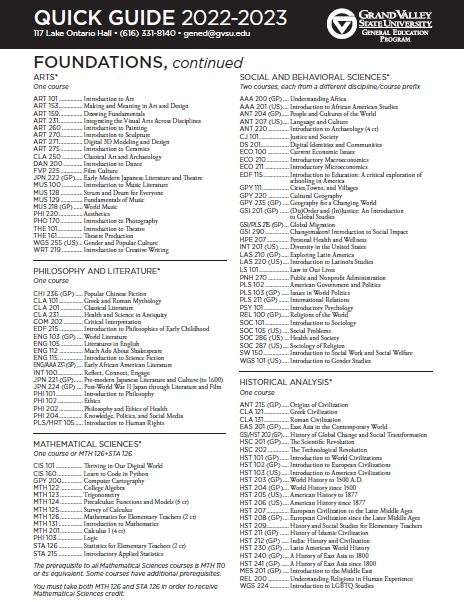 QUICK GUIDE 2022-2023
117 Lake Ontario Hall • (616) 331-8140 • gened@gvsu.edu
GRAND VALLEY
STATE UNIVERSITY
GENERAL EDUCATION
PROGRAM
FOUNDATIONS, continued
ARTS*
One course
ART 101 Introduction to Art
ART 153 Making and Meaning in Art and Design
ART 159 Drawing Fundamentals
ART 231 Integrating the Visual Arts Across Disciplines
ART 260 Introduction to Painting
ART 270 Introduction to Sculpture
ART 271 Digital 3D Modeling and Design
ART 275 Introduction to Ceramics
CLA 250 Classical Art and Archaeology
DAN 200 Introduction to Dance
FVP 225 Film Culture
JPN 222 (GP) Early Modern Japanese Literature and Theatre
MUS 100 Introduction to Music Literature
MUS 128 Strum and Drum for Everyone
MUS 129 Fundamentals of Music
MUS 218 (GP) World Music
PHI 220 Aesthetics
PHO 170 Introduction to Photography
THE 101 Introduction to Theatre
THE 161 Theatre Production
WGS 255 (US) Gender and Popular Culture
WRT 219 Introduction to Creative Writing
PHILOSOPHY AND LITERATURE*
One course
CHI 236 (GP) Popular Chinese Fiction
CLA 101 Greek and Roman Mythology
CLA 201 Classical Literature
CLA 231 Health and Science in Antiquity
COM 202 Critical Interpretation
EDF 215 Introduction to Philosophies of Early Childhood
ENG 103 (GP) World Literature
ENG 105 Literatures in English
ENG 112 Much Ado About Shakespeare
ENG 115 Introduction to Science Fiction
ENG/AAA 231 (GP) Early African American Literature
INT 100 Reflect, Connect, Engage
JPN 221 (GP) Pre-modern Japanese Literature and Culture (to 1600)
JPN 224 (GP) Post-World War II Japan through Literature and Film
PHI 101 Introduction to Philosophy
PHI 102 Ethics
PHI 202 Philosophy and Ethics of Health
PHI 204 Knowledge, Politics, and Social Media
PLS/HRT 105 Introduction to Human Rights
MATHEMATICAL SCIENCES*
One course or MTH 126+STA 126
CIS 101 Thriving in Our Digital World
CIS 160 Learn to Code in Python
GPY 200 Computer Cartography
MTH 122 College Algebra
MTH 123 Trigonometry
MTH 124 Precalculus: Functions and Models (5 cr)
MTH 125 Survey of Calculus
MTH 126 Mathematics for Elementary Teachers (2 cr)
MTH 131 Introduction to Mathematics
MTH 201 Calculus I (4 cr)
PHI 103 Logic
STA 126 Statistics for Elementary Teachers (2 cr)
STA 215 Introductory Applied Statistics
The prerequisite to all Mathematical Sciences courses is MTH 110
or its equivalent. Some courses have additional prerequisites.
You must take both MTH 126 and STA 126 in order to receive
Mathematical Sciences credit.
SOCIAL AND BEHAVIORAL SCIENCES*
Two courses, each from a different discipline/course prefix
AAA 200 (GP) Understanding Africa
AAA 201 (US) Introduction to African American Studies
ANT 204 (GP) People and Cultures of the World
ANT 207 (US) Language and Culture
ANT 220 Introduction to Archaeology (4 cr)
CJ 101 Justice and Society
DS 201 Digital Identities and Communities
ECO 100 Current Economic Issues
ECO 210 Introductory Macroeconomics
ECO 211 Introductory Microeconomics
EDF 115 Introduction to Education: A critical exploration of
schooling in America
GPY 111 Cities, Towns, and Villages
GPY 220 Cultural Geography
GPY 235 (GP) Geography for a Changing World
GSI 201 (GP) (Dis)Order and (In)Justice: An Introduction
to Global Studies
GSI/PLS 215 (GP) Global Migration
GSI 290 Changemaker! Introduction to Social Impact
HPE 207 Personal Health and Wellness
INT 201 (US) Diversity in the United States
LAS 210 (GP) Exploring Latin America
LAS 220 (US) Introduction to Latino/a Studies
LS 101 Law in Our Lives
PNH 270 Public and Nonprofit Administration
PLS 102 American Government and Politics
PLS 103 (GP) Issues in World Politics
PLS 211 (GP) International Relations
PSY 101 Introductory Psychology
REL 100 (GP) Religions of the World
SOC 101 Introduction to Sociology
SOC 105 (US) Social Problems
SOC 286 (US) Health and Society
SOC 287 (US) Sociology of Religion
SW 150 Introduction to Social Work and Social Welfare
WGS 101 (US) Introduction to Gender Studies
HISTORICAL ANALYSIS*
One course
ANT 215 (GP) Origins of Civilization
CLA 121 Greek Civilization
CLA 131 Roman Civilization
EAS 201 (GP) East Asia in the Contemporary World
GSI/HST 202 (GP) History of Global Change and Social Transformation
HSC 201 (GP) The Scientific Revolution
HSC 202 The Technological Revolution
HST 101 (GP) Introduction to World Civilizations
HST 102 (GP) Introduction to European Civilizations
HST 103 (US) Introduction to American Civilizations
HST 203 (GP) World History to 1500 A.D.
HST 204 (GP) World History since 1500
HST 205 (US) American History to 1877
HST 206 (US) American History since 1877
HST 207 European Civilization to the Later Middle Ages
HST 208 (GP) European Civilization since the Later Middle Ages
HST 209 History and Social Studies for Elementary Teachers
HST 211 (GP) History of Islamic Civilization
HST 212 (GP) India: History and Civilization
HST 230 (GP) Latin American World History
HST 240 (GP) A History of East Asia to 1800
HST 241 (GP) A History of East Asia since 1800
MES 201 (GP) Introduction to the Middle East
REL 200 Understanding Religions in Human Experience
WGS 224 Introduction to LGBTQ Studies